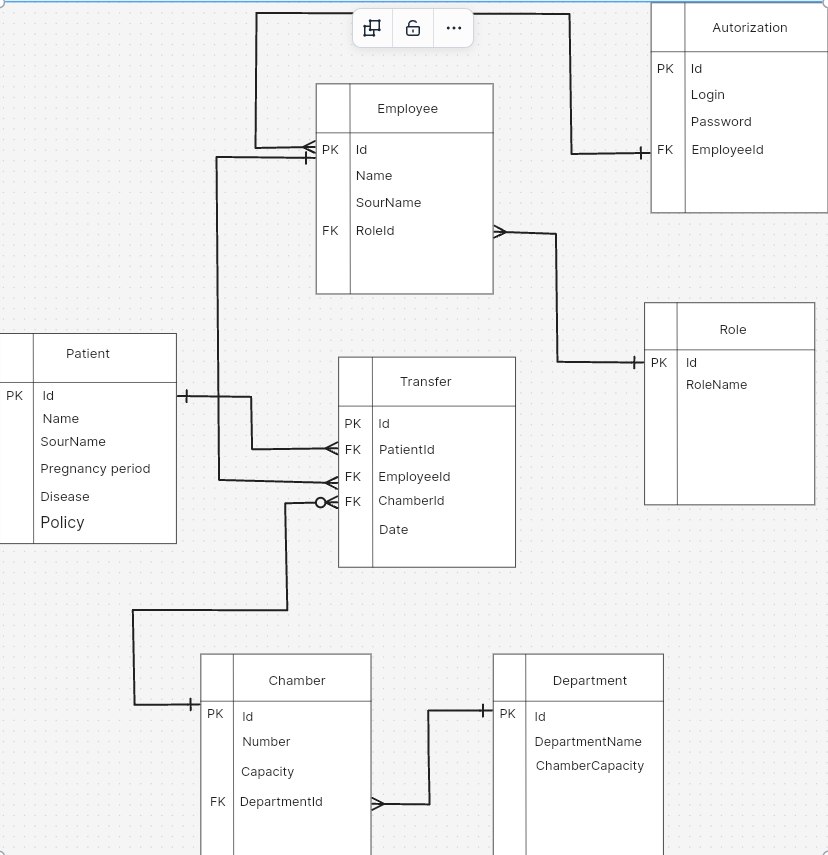 Autorization
PK Id
Login
Password
FK EmployeeId
Employee
PK Id
Name
SourName
FK RoleId
Role
PK Id
RoleName
Patient
PK Id
Name
SourName
Pregnancy period
Disease
Policy
Transfer
PK Id
FK PatientId
FK EmployeeId
FK ChamberId
Date
Chamber
PK Id
Number
Capacity
FK DepartmentId
Department
PK Id
DepartmentName
ChamberCapacity